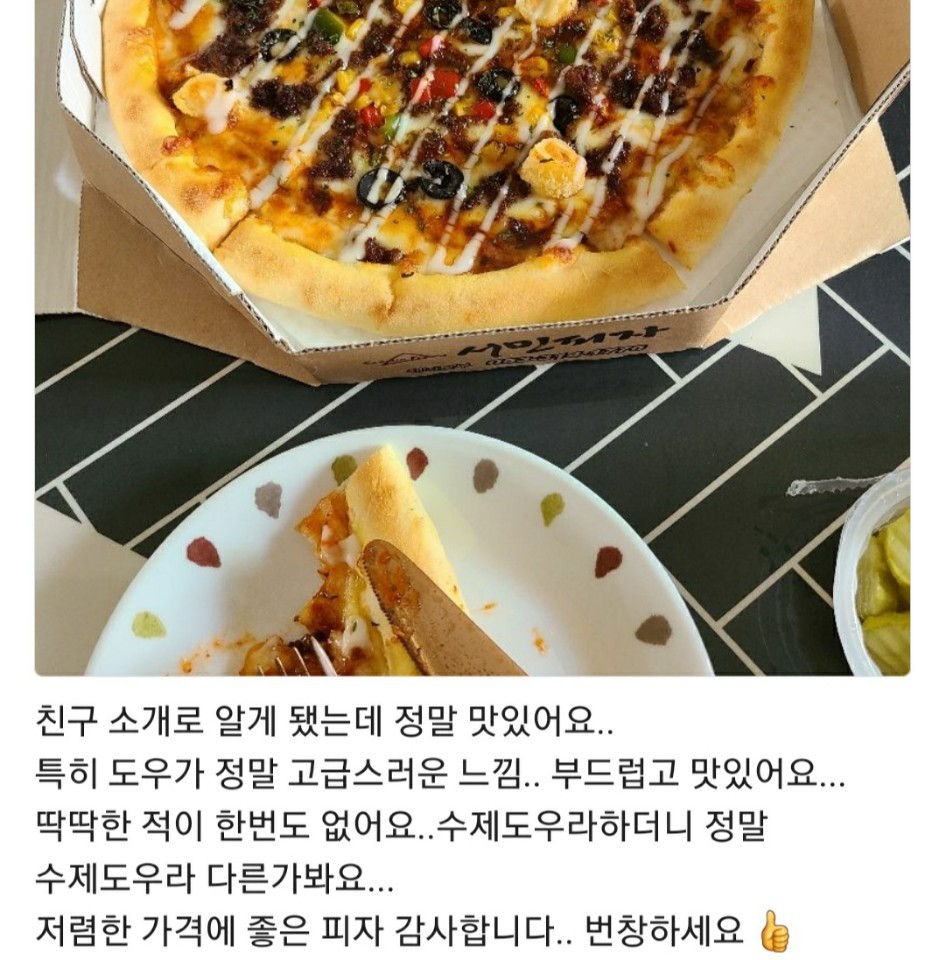 서민피자
친구 소개로 알게 됐는데 정말 맛있어요..
특히 도우가 정말 고급스러운 느낌.. 부드럽고 맛있어요...
딱딱한 적이 한번도 없어요..수제도우라하더니 정말
수제도우라 다른가봐요...
저렴한 가격에 좋은 피자 감사합니다.. 번창하세요 👍